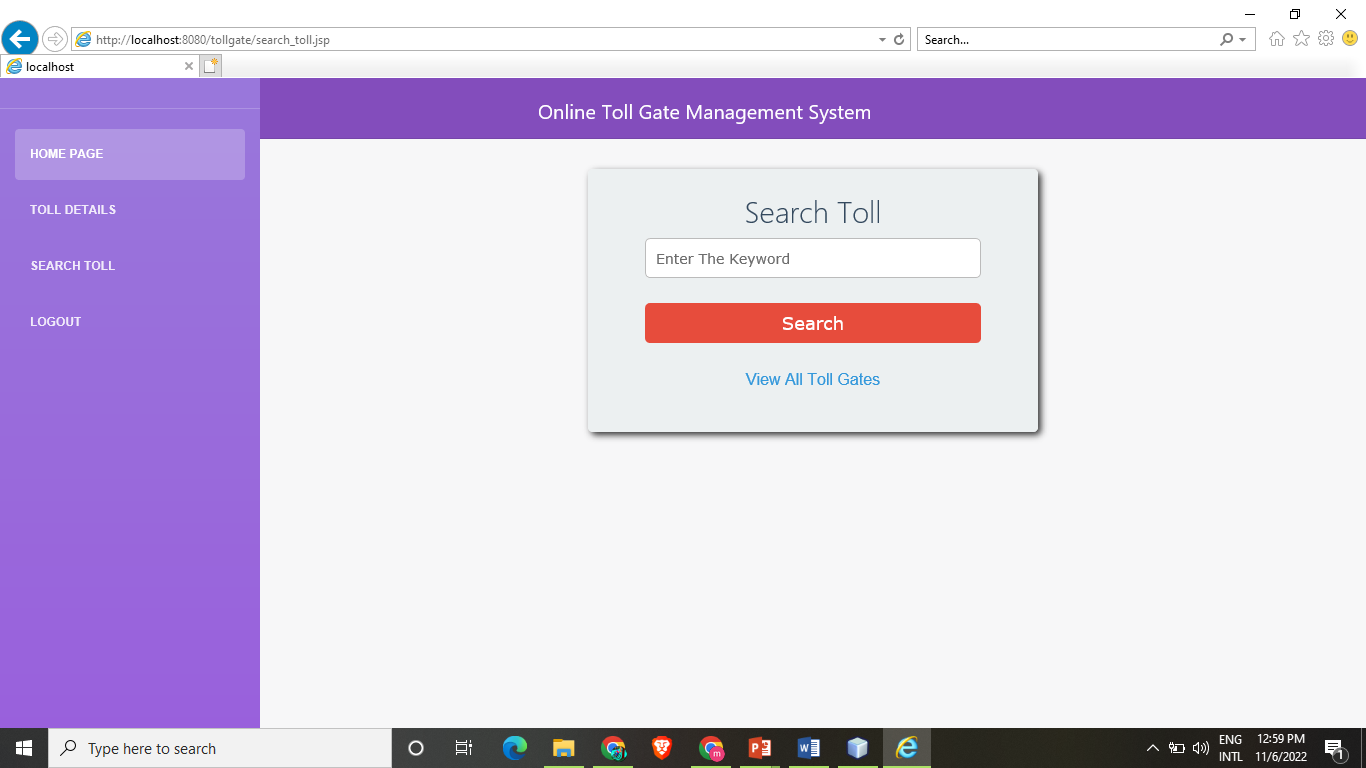 http://localhost:8080/tollgate/search_toll.jsp
Search...
localhost
Online Toll Gate Management System
HOME PAGE
TOLL DETAILS
SEARCH TOLL
LOGOUT
Search Toll
Enter The Keyword
Search
View All Toll Gates
Type here to search
ENG
INTL
12:59 PM
11/6/2022
1